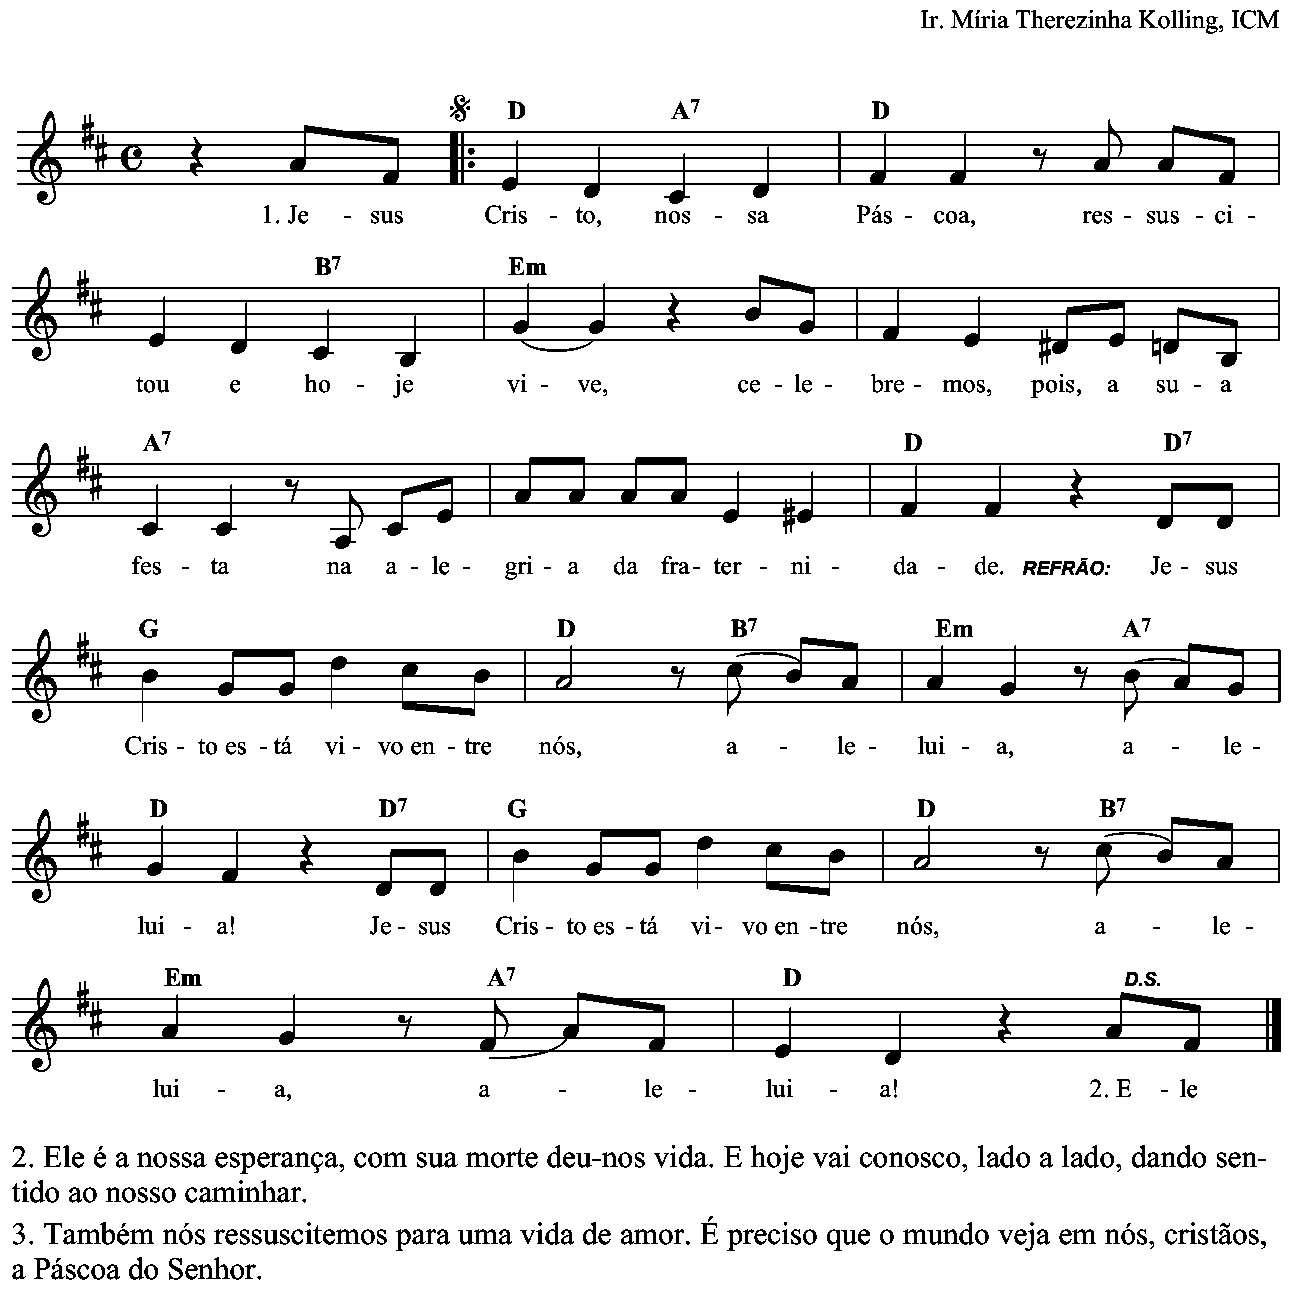 Ir. Míria Therezinha Kolling, ICM
D A7 D
1. Je - sus Cris - to, nos - sa Pás - coa, res - sus - ci -
B7 Em
tou e ho - je vi - ve, ce - le - bre - mos, pois, a su - a
A7 D D7
fes - ta na a - le - gri - a da fra - ter - ni - da - de. REFRÃO: Je - sus
G D B7 Em A7
Cris - to es - tá vi - vo en - tre nós, a - le - lui - a, a - le -
D D7 G D B7
lui - a! Je - sus Cris - to es - tá vi - vo en - tre nós, a - le -
Em A7 D D.S.
lui - a, a - le - lui - a! 2. E - le
2. Ele é a nossa esperança, com sua morte deu-nos vida. E hoje vai conosco, lado a lado, dando sen-
tido ao nosso caminhar.
3. Também nós ressuscitemos para uma vida de amor. É preciso que o mundo veja em nós, cristãos,
a Páscoa do Senhor.